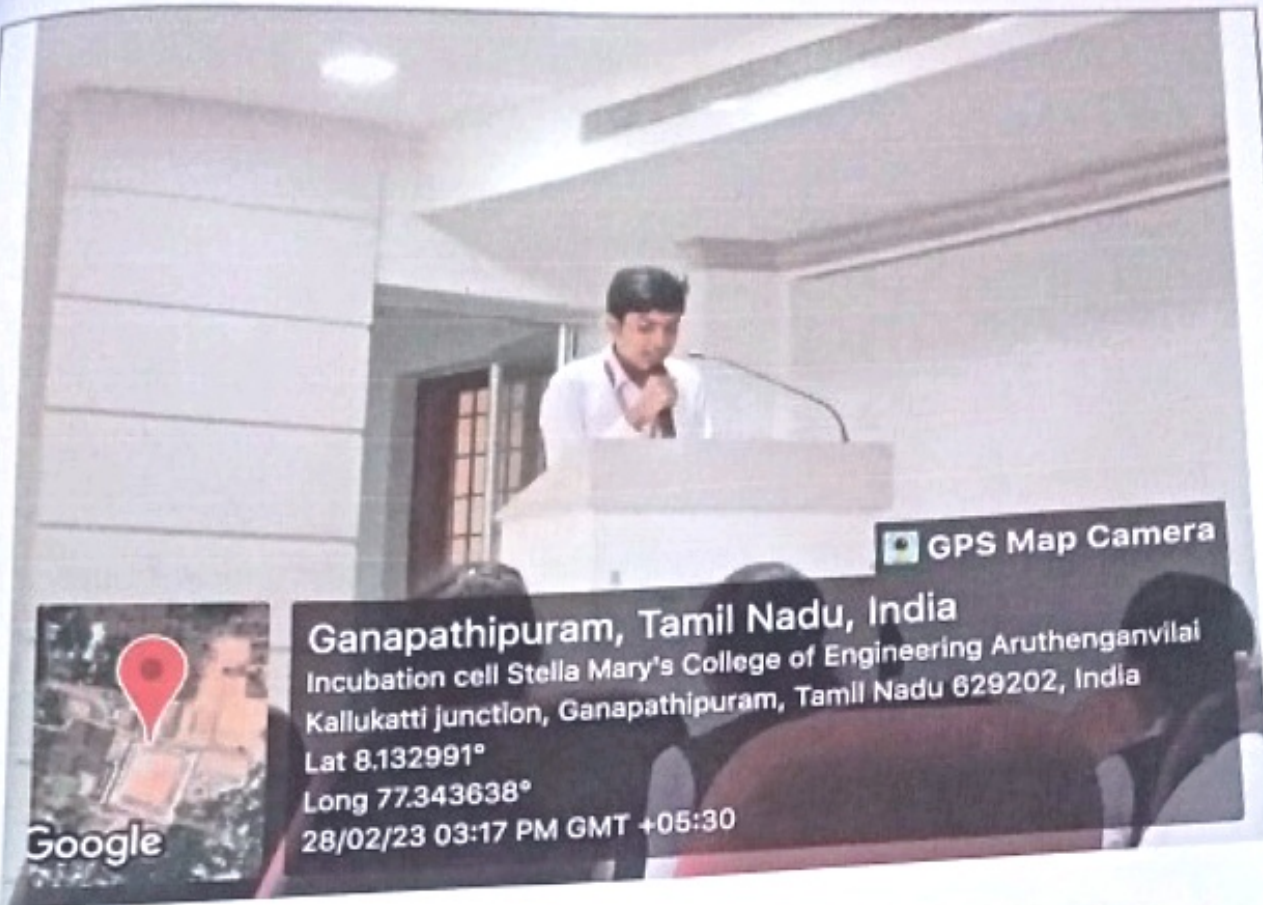 GPS Map Camera
Ganapathipuram, Tamil Nadu, India
Incubation cell Stella Mary's College of Engineering Aruthenganvilai
Kallukatti junction, Ganapathipuram, Tamil Nadu 629202, India
Lat 8.132991°
Long 77.343638°
28/02/23 03:17 PM GMT +05:30
Google